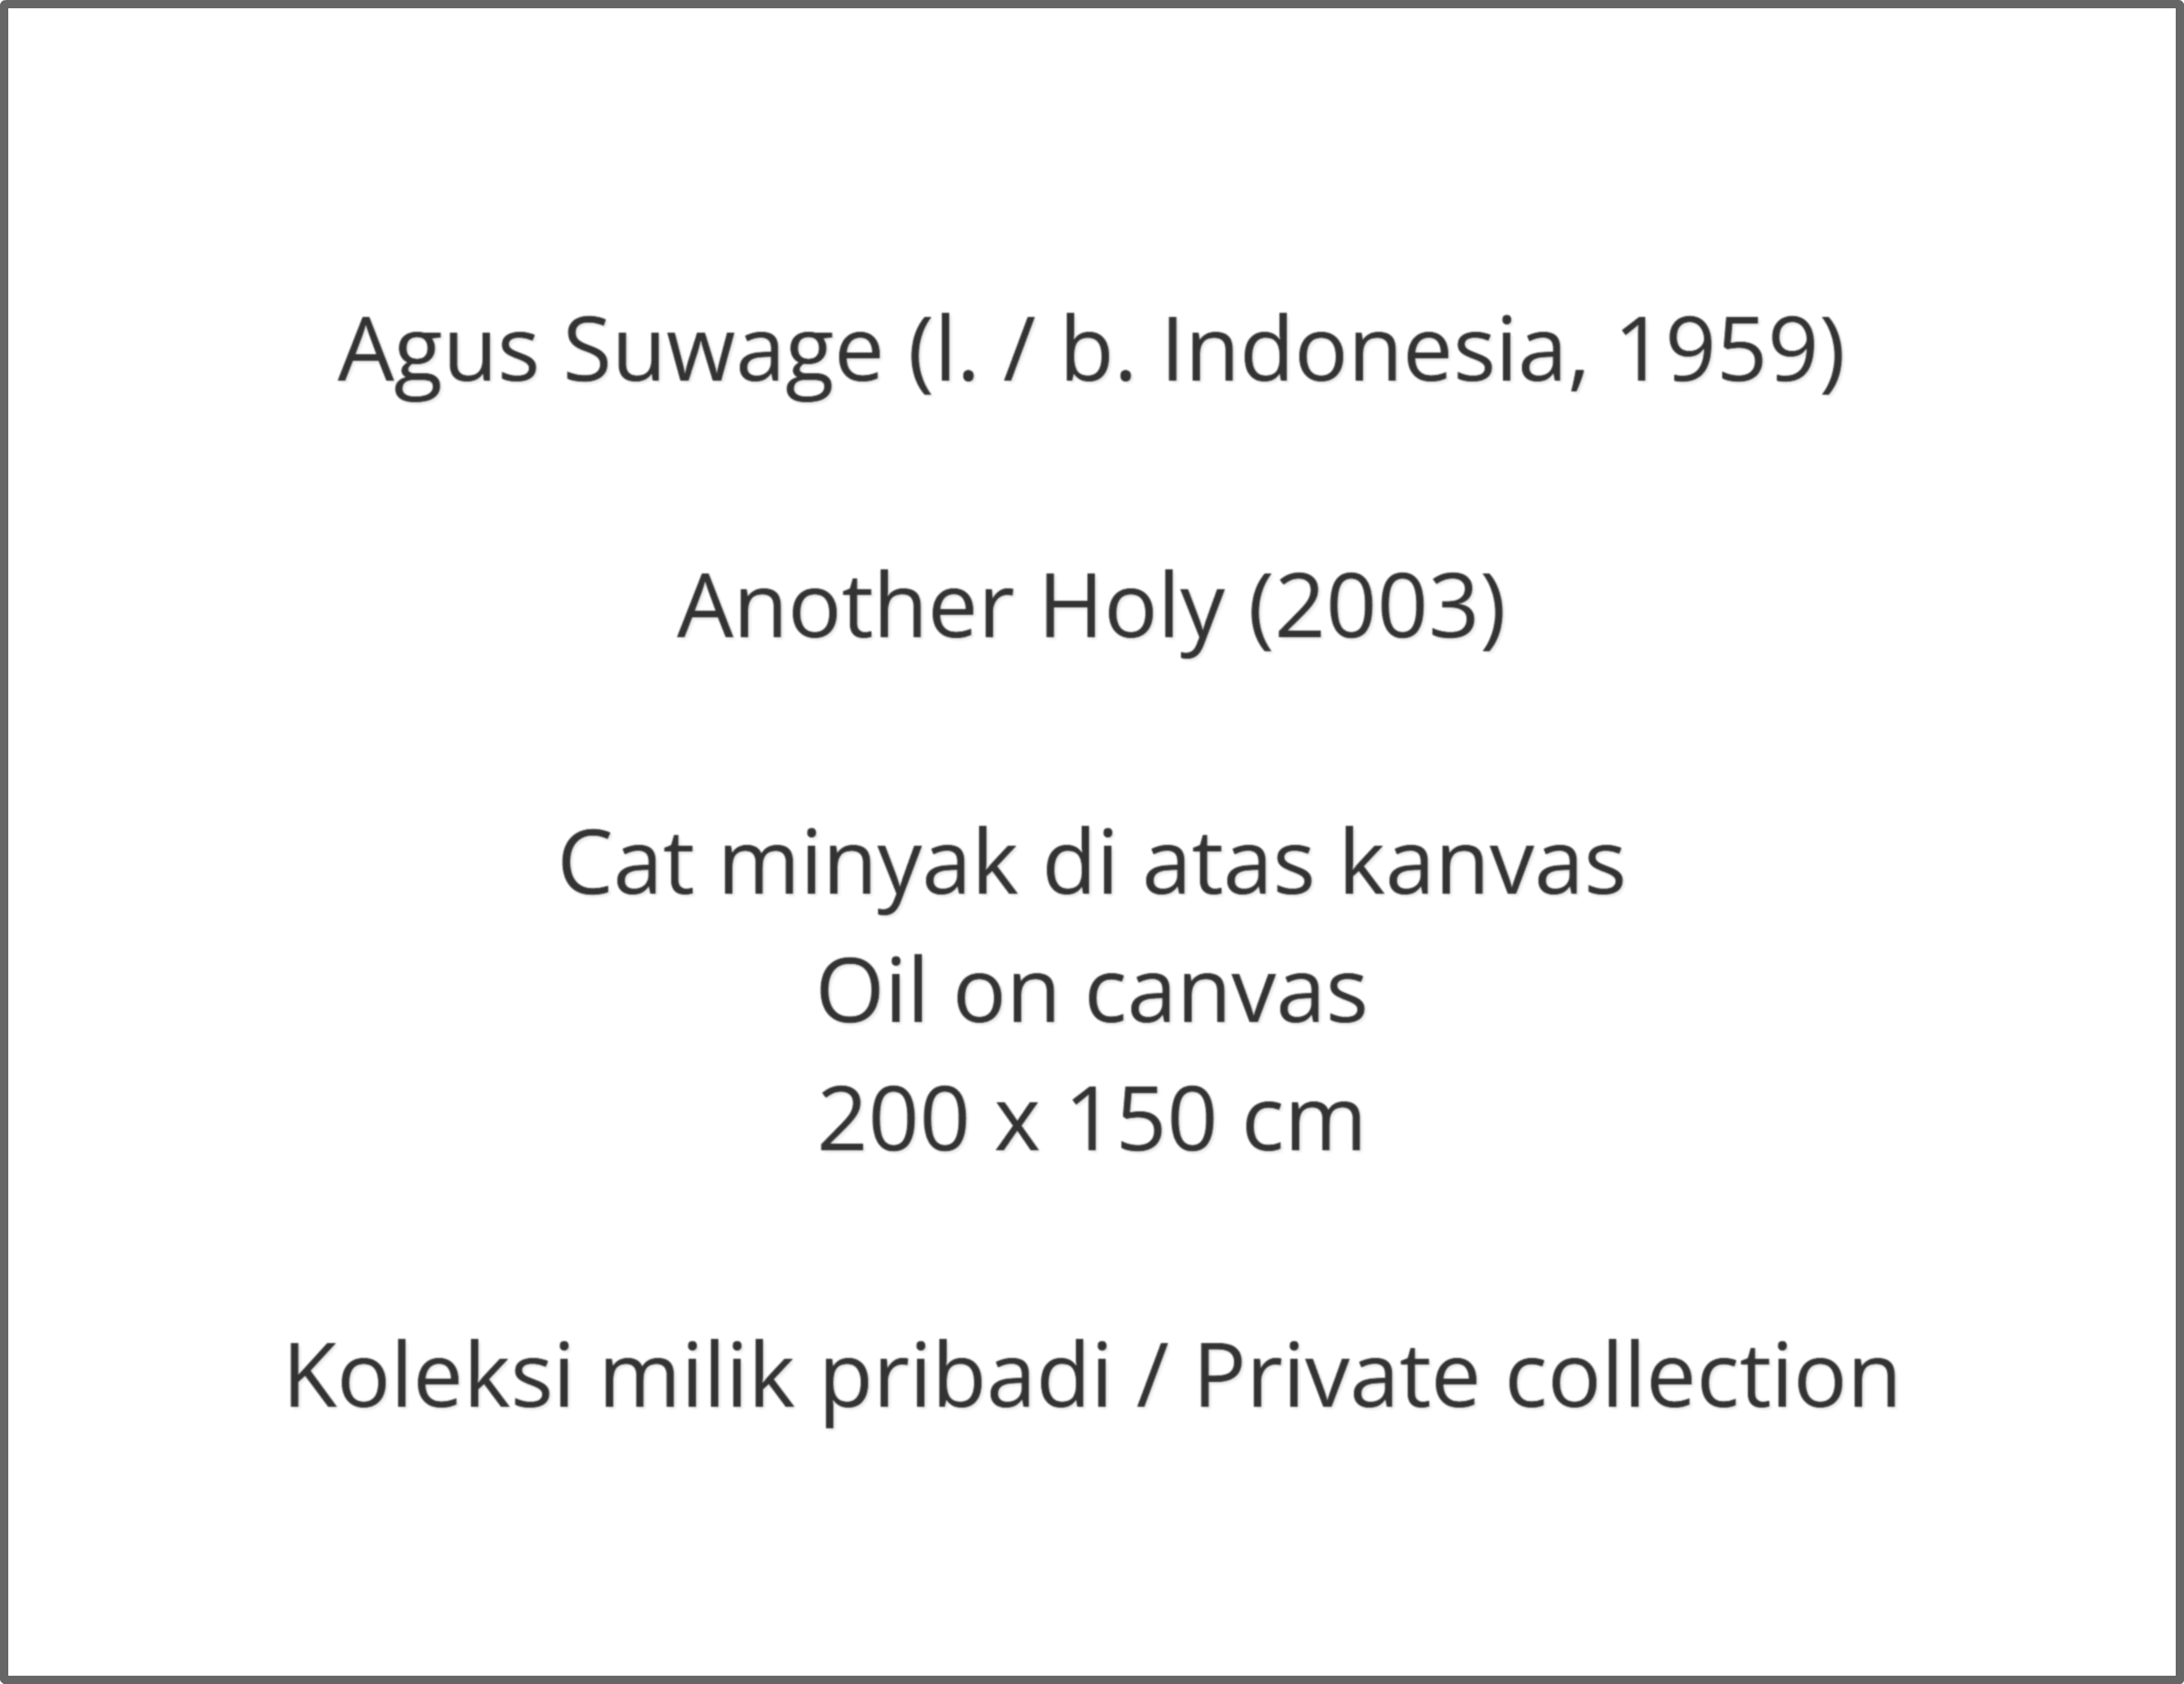 Agus Suwage (l. / b. Indonesia, 1959)
Another Holy (2003)
Cat minyak di atas kanvas
Oil on canvas
200 x 150 cm
Koleksi milik pribadi / Private collection